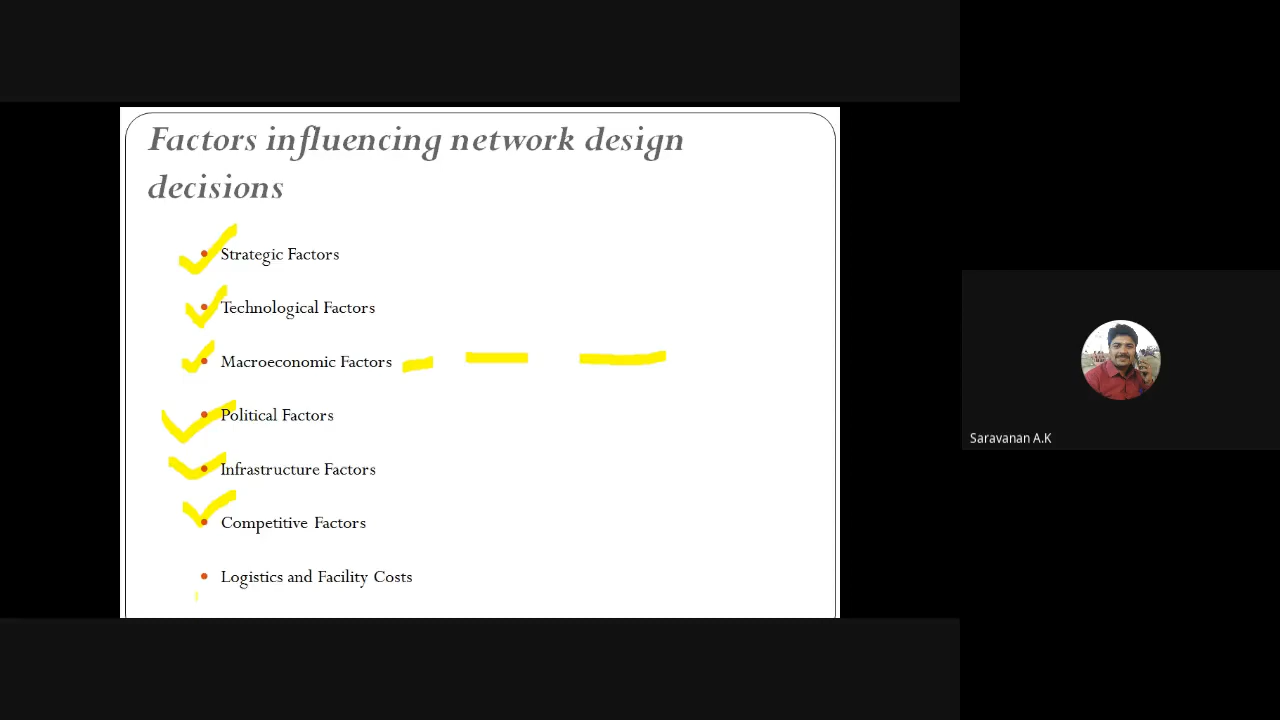 Factors influencing network design
decisions
Strategic Factors
Technological Factors
Macroeconomic Factors
Political Factors
Infrastructure Factors
Competitive Factors
Logistics and Facility Costs
Saravanan A.K